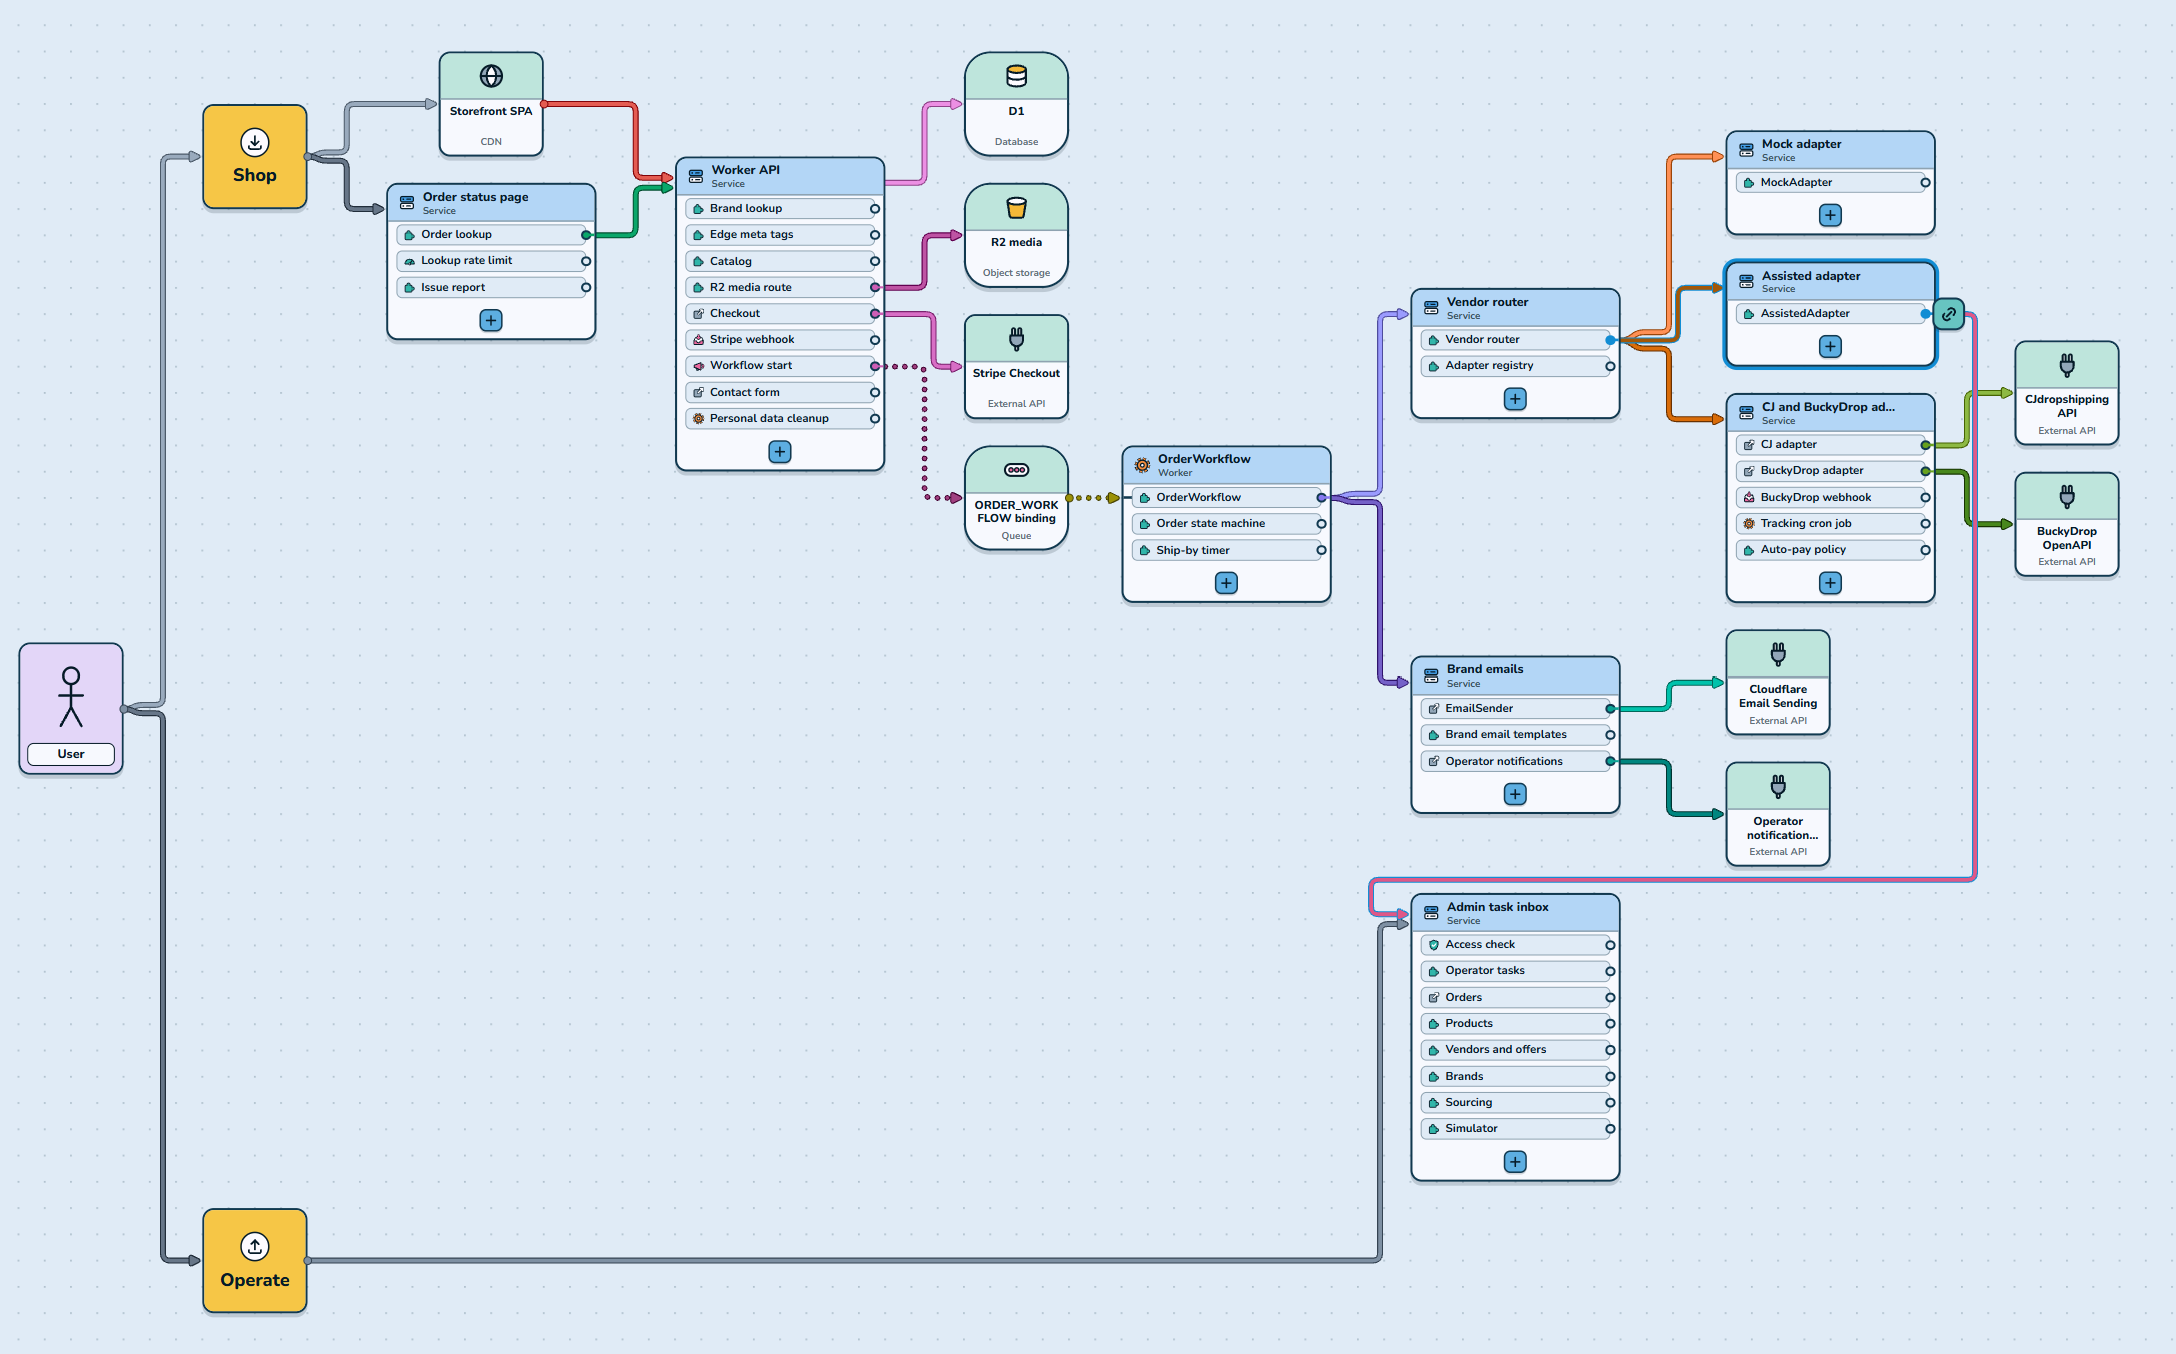 User
Shop
Operate
Storefront SPA
CDN
Order status page
Service
Order lookup
Lookup rate limit
Issue report
Worker API
Service
Brand lookup
Edge meta tags
Catalog
R2 media route
Checkout
Stripe webhook
Workflow start
Contact form
Personal data cleanup
D1
Database
R2 media
Object storage
Stripe Checkout
External API
ORDER_WORK
FLOW binding
Queue
OrderWorkflow
Worker
OrderWorkflow
Order state machine
Ship-by timer
Vendor router
Service
Vendor router
Adapter registry
Brand emails
Service
EmailSender
Brand email templates
Operator notifications
Admin task inbox
Service
Access check
Operator tasks
Orders
Products
Vendors and offers
Brands
Sourcing
Simulator
Mock adapter
Service
MockAdapter
Assisted adapter
Service
AssistedAdapter
CJ and BuckyDrop ad...
Service
CJ adapter
BuckyDrop adapter
BuckyDrop webhook
Tracking cron job
Auto-pay policy
Cloudflare
Email Sending
External API
Operator
notification...
External API
CJdropshipping
API
External API
BuckyDrop
OpenAPI
External API